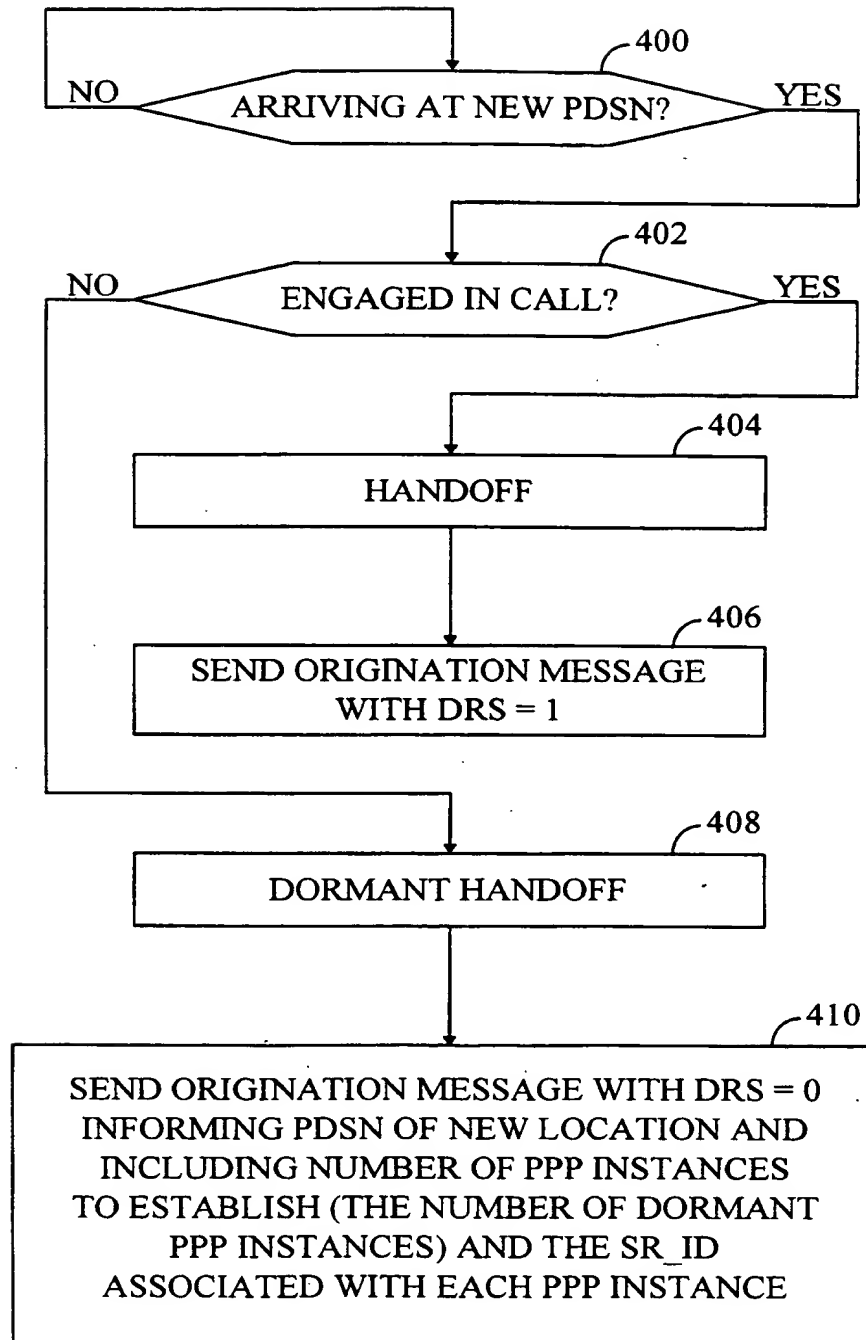 400
NO
ARRIVING AT NEW PDSN?
YES
402
NO
ENGAGED IN CALL?
YES
404
HANDOFF
406
SEND ORIGINATION MESSAGE
WITH DRS = 1
408
DORMANT HANDOFF
410
SEND ORIGINATION MESSAGE WITH DRS = 0
INFORMING PDSN OF NEW LOCATION AND
INCLUDING NUMBER OF PPP INSTANCES
TO ESTABLISH (THE NUMBER OF DORMANT
PPP INSTANCES) AND THE SR_ID
ASSOCIATED WITH EACH PPP INSTANCE